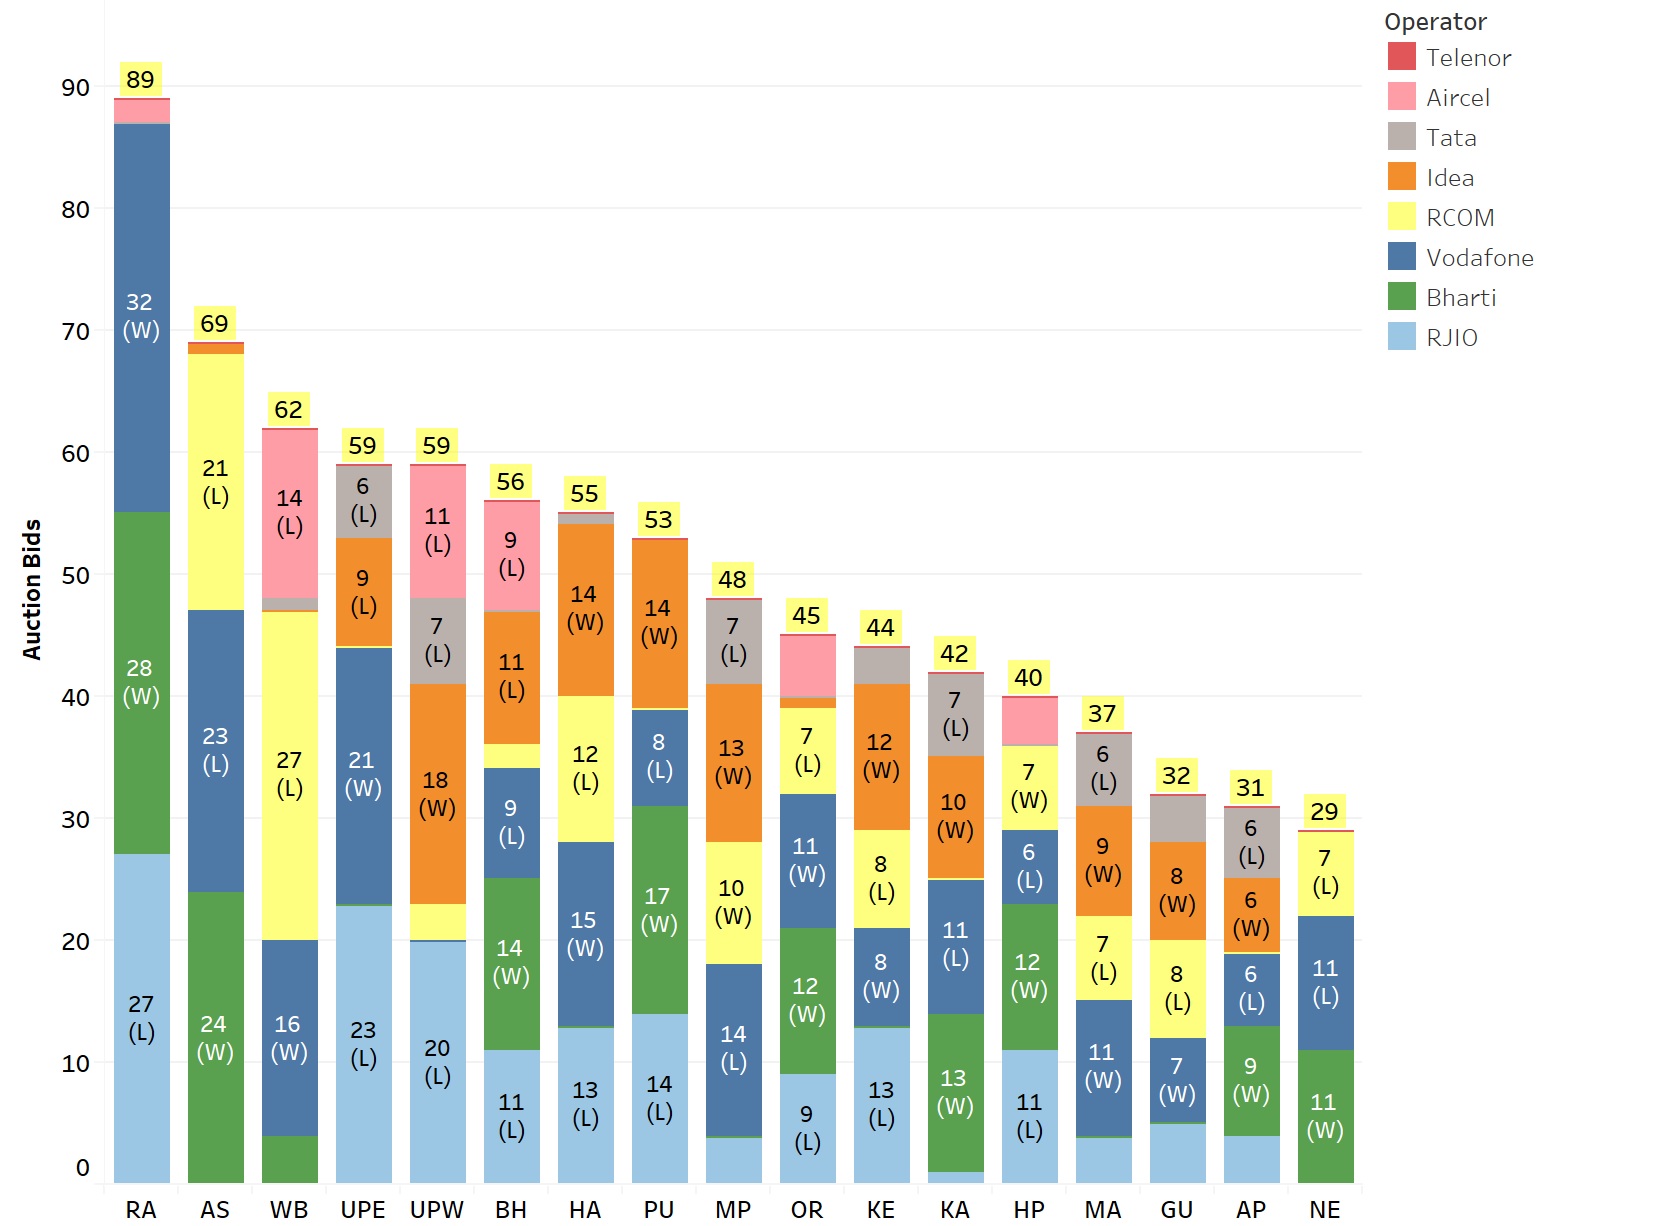 Operator
Telenor
Aircel
Tata
Idea
RCOM
Vodafone
Bharti
RJIO
Auction Bids
90
80
70
60
50
40
30
20
10
0
89
32
(W)
28
(W)
27
(L)
RA
69
21
(L)
23
(L)
24
(W)
AS
62
14
(L)
27
(L)
16
(W)
WB
59
6
(L)
9
(L)
21
(W)
23
(L)
UPE
59
11
(L)
7
(L)
18
(W)
20
(L)
UPW
56
9
(L)
11
(L)
9
(L)
14
(W)
11
(L)
BH
55
14
(W)
12
(L)
15
(W)
13
(L)
HA
53
14
(W)
8
(L)
17
(W)
14
(L)
PU
48
7
(L)
13
(W)
10
(W)
14
(L)
MP
45
7
(L)
11
(W)
12
(W)
9
(L)
OR
44
12
(W)
8
(L)
8
(W)
13
(L)
KE
42
7
(L)
10
(W)
11
(L)
13
(W)
KA
40
7
(W)
6
(L)
12
(W)
11
(L)
HP
37
6
(L)
9
(W)
7
(L)
11
(W)
MA
32
8
(W)
8
(L)
7
(W)
GU
31
6
(L)
6
(W)
6
(L)
9
(W)
AP
29
7
(L)
11
(L)
11
(W)
NE